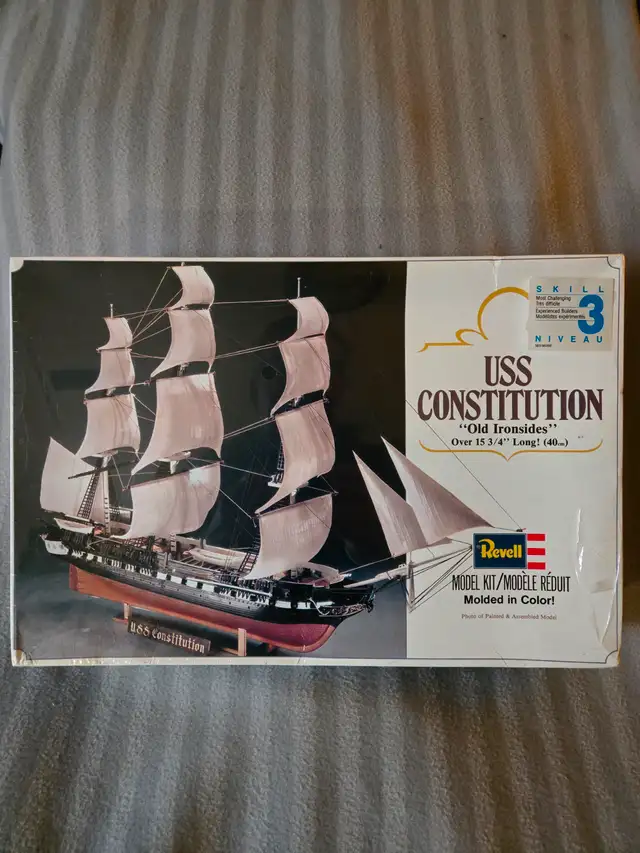 SKILL
Most Challenging
Très difficile
Experienced Builders
Modélistes expérimentés
3
NIVEAU
USS
CONSTITUTION
"Old Ironsides"
Over 15 3/4" Long! (40cm)
Revell
MODEL KIT/MODÈLE RÉDUIT
Molded in Color!
Photo of Painted & Assembled Model
USS Constitution